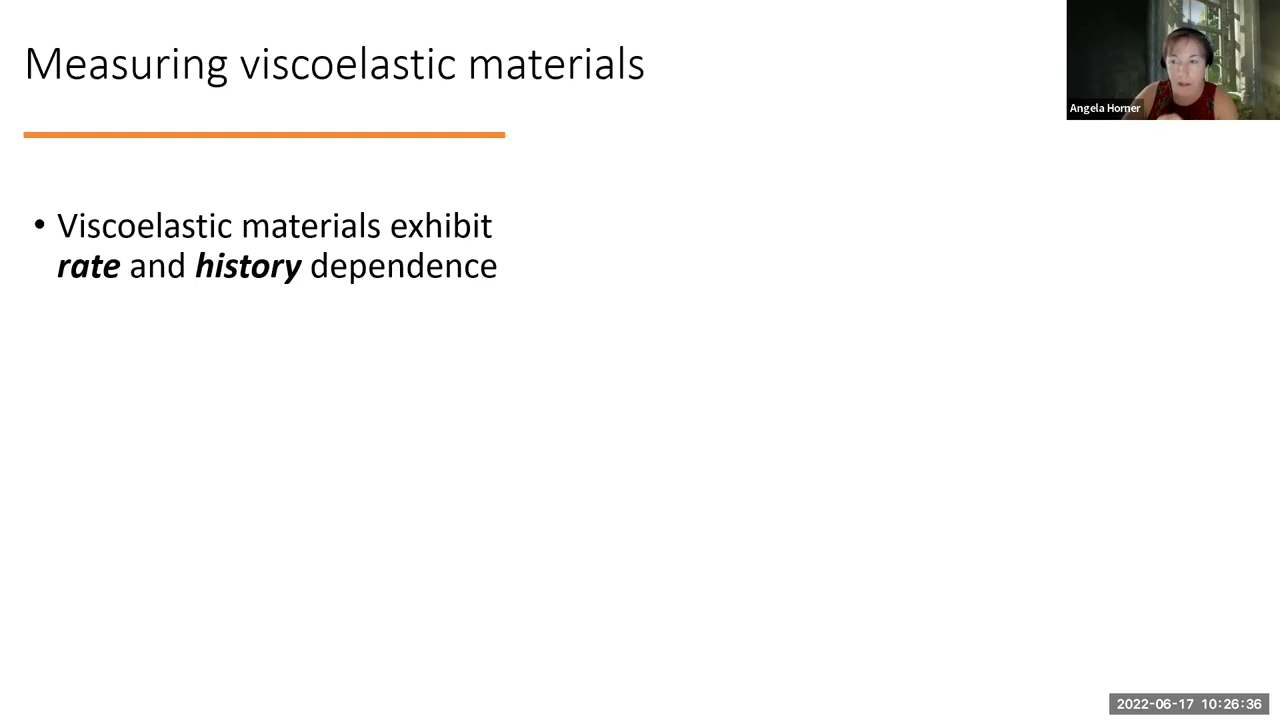 Measuring viscoelastic materials
Angela Horner
• Viscoelastic materials exhibit
rate and history dependence
2022-06-17 10:26:36